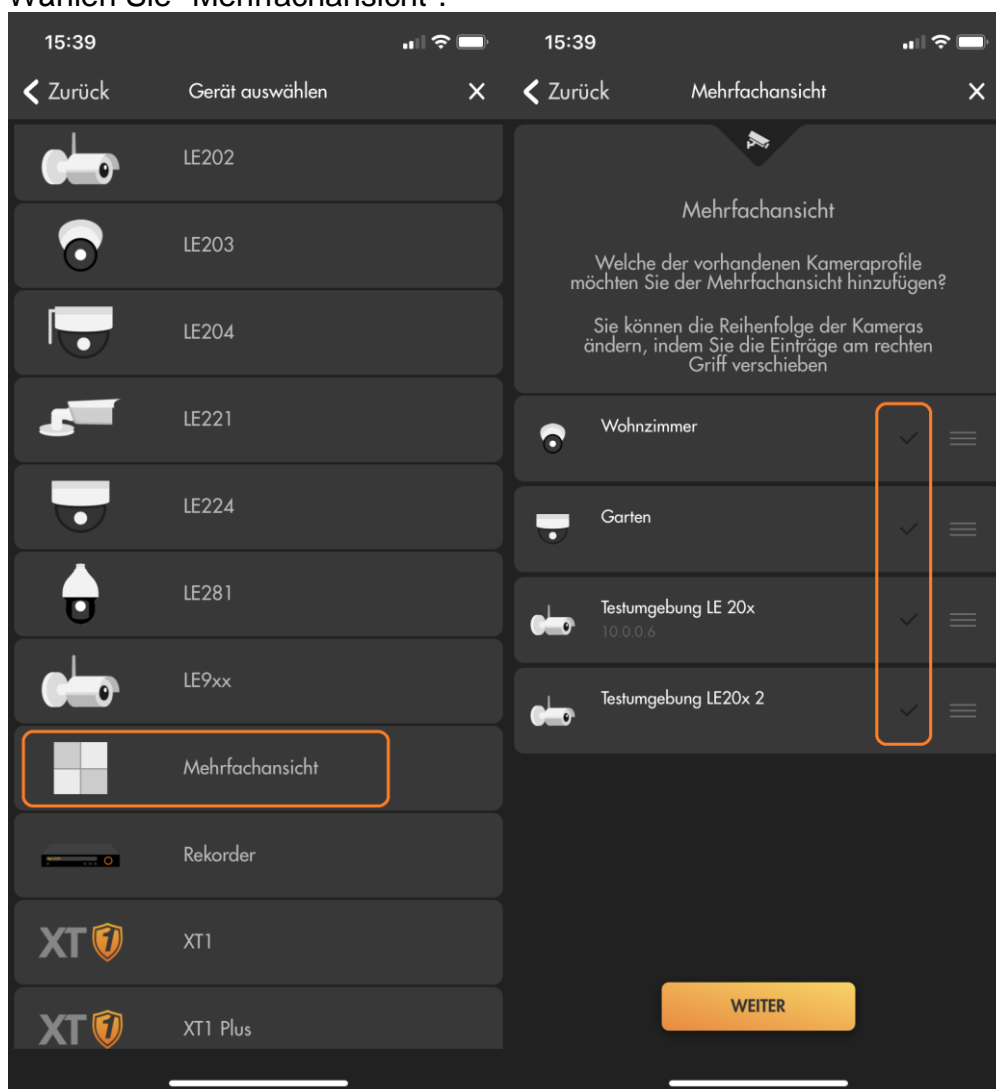 Wählen Sie "Mehrfachansicht".
15:39
Zurück Gerät auswählen
LE202
LE203
LE204
LE221
LE224
LE281
LE9xx
Mehrfachansicht
Rekorder
XT 1 XT1
XT 1 XT1 Plus
15:39
Zurück Mehrfachansicht
Mehrfachansicht
Welche der vorhandenen Kameraprofile
möchten Sie der Mehrfachansicht hinzufügen?
Sie können die Reihenfolge der Kameras
ändern, indem Sie die Einträge am rechten
Griff verschieben
Wohnzimmer
Garten
Testumgebung LE 20x
10.0.0.6
Testumgebung LE20x 2
WEITER